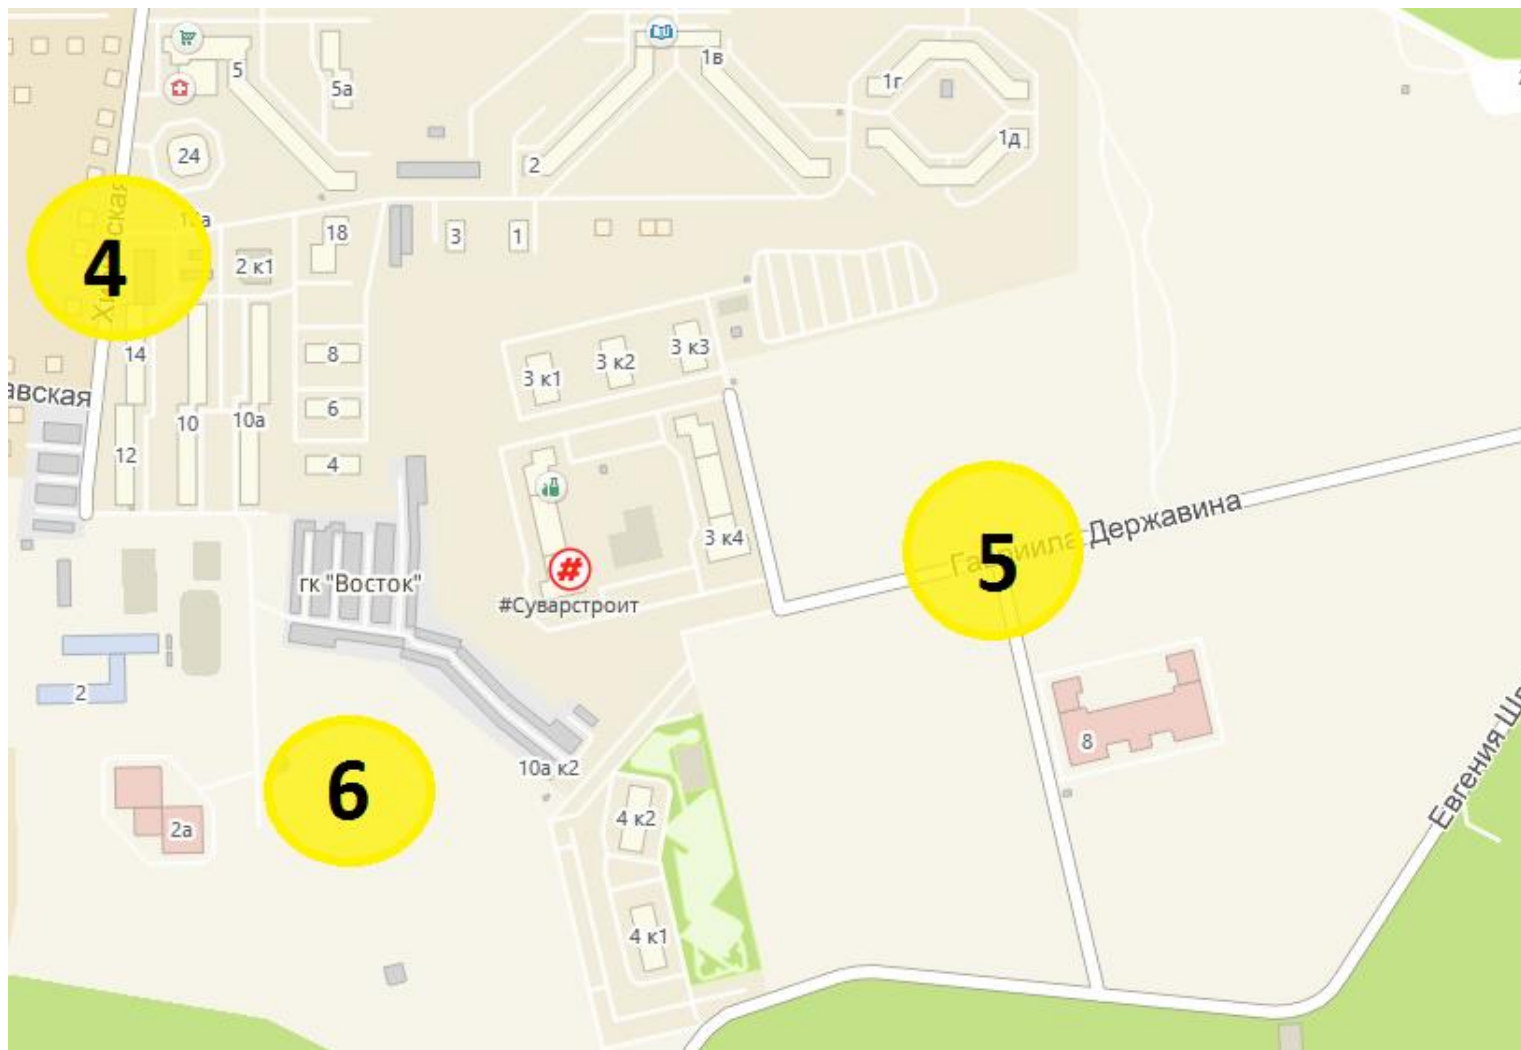 5
5а
1в
1г
1д
24
2
18
3
1
2 к1
4
14
8
3 к1
3 к2
3 к3
авская
6
10
10а
12
4
3 к4
Державина
5
гк "Восток"
#
#Суварстроит
2
8
Евгения
10а к2
6
4 к2
2а
4 к1